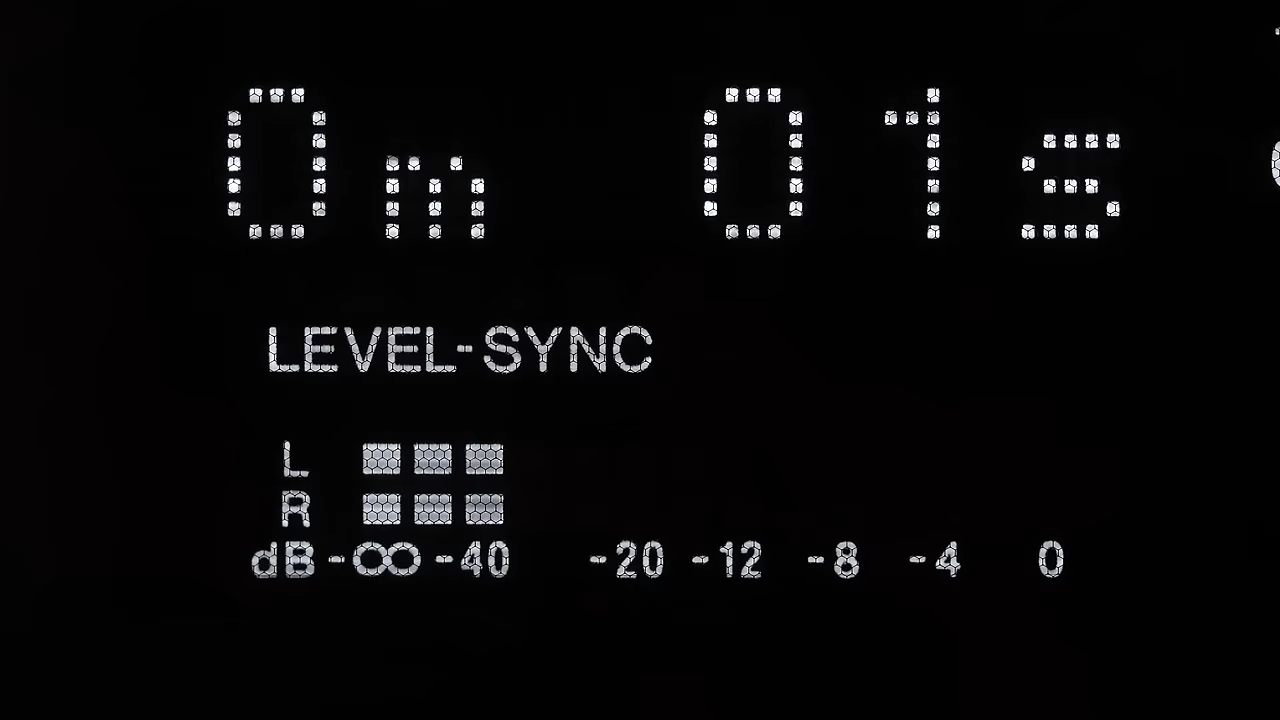 0m 01s
LEVEL-SYNC
L
R
dB -∞ -40 -20 -12 -8 -4 0